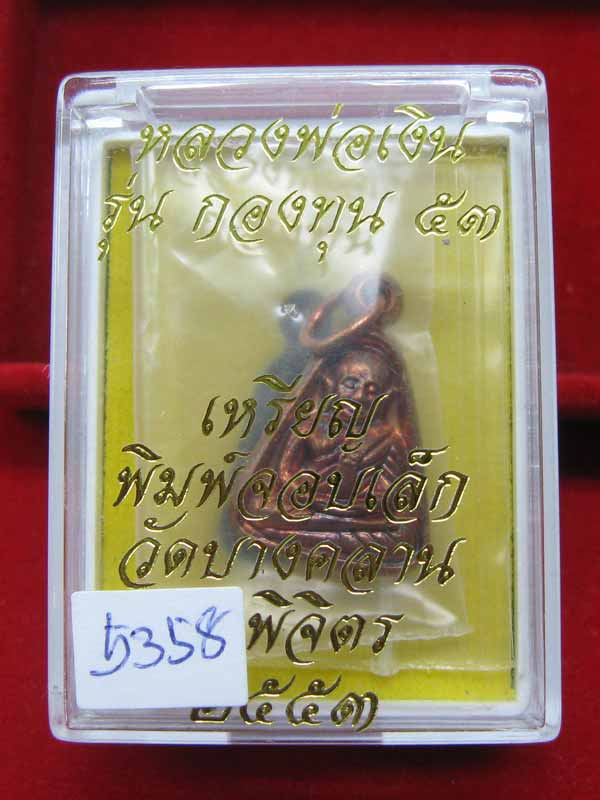 หลวงพ่อเงิน
รุ่น กองทุน ๕๓
เหรียญ
พิมพ์จอบเล็ก
วัดบางคลาน
พิจิตร
5358
๒๕๕๓